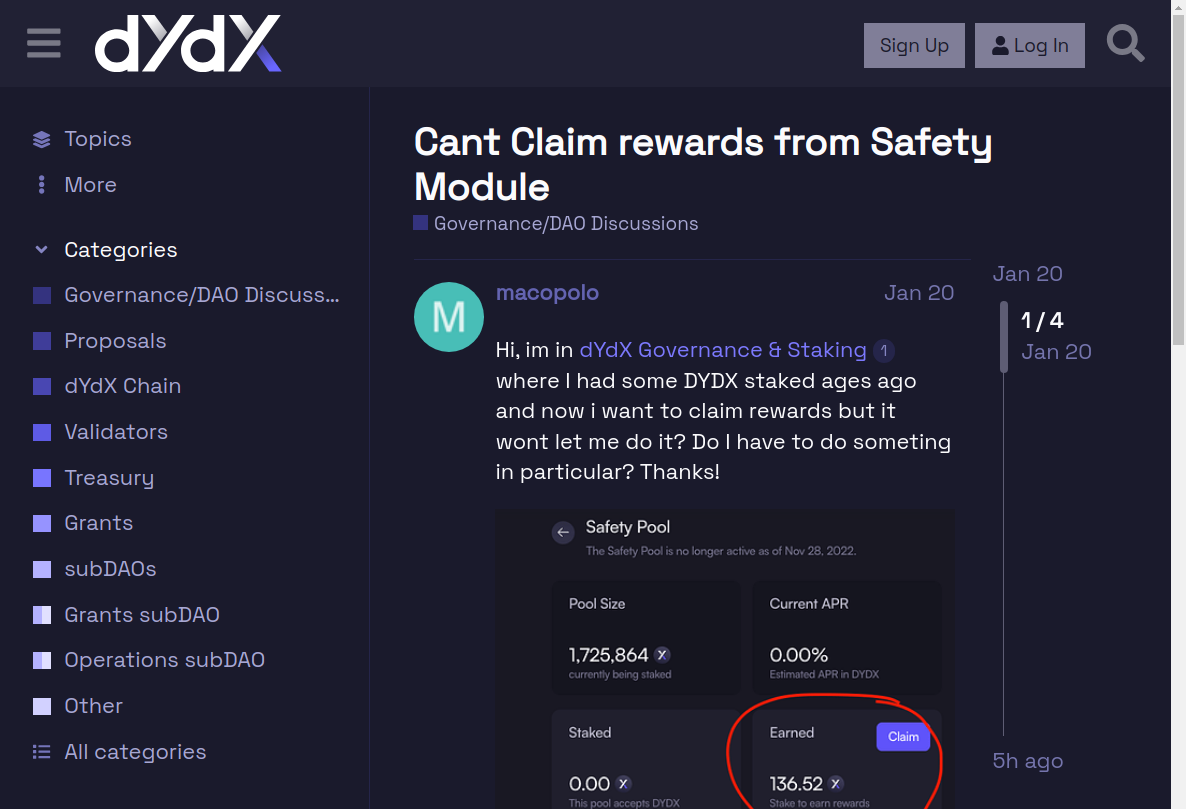 dYdX
Sign Up
Log In
Topics
More
Categories
Governance/DAO Discuss...
Proposals
dYdX Chain
Validators
Treasury
Grants
subDAOs
Grants subDAO
Operations subDAO
Other
All categories
Cant Claim rewards from Safety
Module
Governance/DAO Discussions
M
macopolo
Jan 20
Hi, im in dYdX Governance & Staking 1
where I had some DYDX staked ages ago
and now i want to claim rewards but it
wont let me do it? Do I have to do someting
in particular? Thanks!
Safety Pool
The Safety Pool is no longer active as of Nov 28, 2022.
Pool Size
1,725,864
currently being staked
Current APR
0.00%
Estimated APR in DYDX
Staked
0.00
This pool accepts DYDX
Earned
Claim
136.52
Stake to earn rewards
Jan 20
1 / 4
Jan 20
5h ago